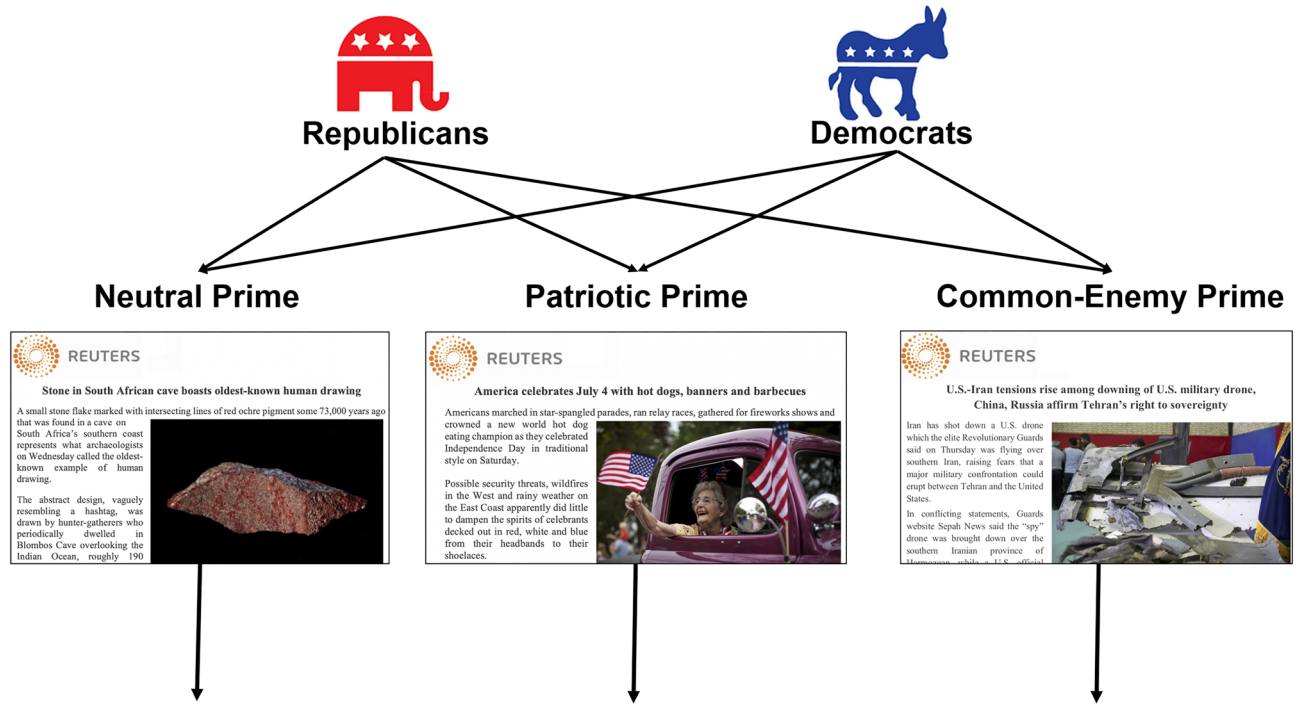 Republicans
Democrats
Neutral Prime
Patriotic Prime
Common-Enemy Prime
REUTERS
Stone in South African cave boasts oldest-known human drawing
A small stone flake marked with intersecting lines of red ochre pigment some 73,000 years ago
that was found in a cave on
South Africa's southern coast
represents what archaeologists
on Wednesday called the oldest-
known example of human
drawing.
The abstract design, vaguely
resembling a hashtag, was
drawn by hunter-gatherers who
periodically dwelled in
Blombos Cave overlooking the
Indian Ocean, roughly 190
REUTERS
America celebrates July 4 with hot dogs, banners and barbecues
Americans marched in star-spangled parades, ran relay races, gathered for fireworks shows and
crowned a new world hot dog
eating champion as they celebrated
Independence Day in traditional
style on Saturday.
Possible security threats, wildfires
in the West and rainy weather on
the East Coast apparently did little
to dampen the spirits of celebrants
decked out in red, white and blue
from their headbands to their
shoelaces.
REUTERS
U.S.-Iran tensions rise among downing of U.S. military drone,
China, Russia affirm Tehran's right to sovereignty
Iran has shot down a U.S. drone
which the elite Revolutionary Guards
said on Thursday was flying over
southern Iran, raising fears that a
major military confrontation could
erupt between Tehran and the United
States.
In conflicting statements, Guards
website Sepah News said the "spy"
drone was brought down over the
southern Iranian province of
Hormozgan, while a U.S. official